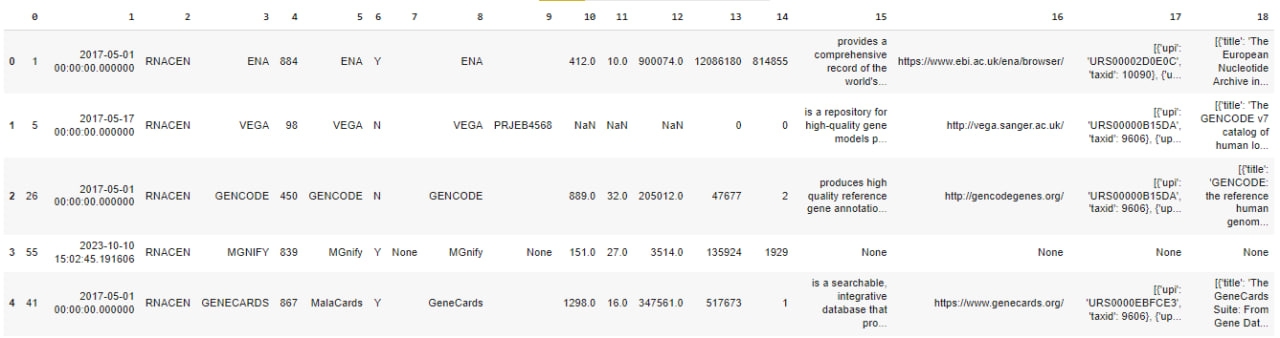 0 1 2 3 4 5 6 7 8 9 10 11 12 13 14 15 16 17 18
0 1 2017-05-01 00:00:00.000000 RNACEN ENA 884 ENA Y ENA 412.0 10.0 900074.0 12086180 814855 provides a comprehensive record of the world's... https://www.ebi.ac.uk/ena/browser/ [{'upi': 'URS00002D0E0C', 'taxid': 10090}, {'u... [{'title': 'The European Nucleotide Archive in...
1 5 2017-05-17 00:00:00.000000 RNACEN VEGA 98 VEGA N VEGA PRJEB4568 NaN NaN NaN 0 0 is a repository for high-quality gene models p... http://vega.sanger.ac.uk/ [{'upi': 'URS00000B15DA', 'taxid': 9606}, {'up... [{'title': 'The GENCODE v7 catalog of human lo...
2 26 2017-05-01 00:00:00.000000 RNACEN GENCODE 450 GENCODE N GENCODE 889.0 32.0 205012.0 47677 2 produces high quality reference gene annotatio... http://gencodegenes.org/ [{'upi': 'URS00000B15DA', 'taxid': 9606}, {'up... [{'title': 'GENCODE: the reference human genom...
3 55 2023-10-10 15:02:45.191606 RNACEN MGNIFY 839 MGnify Y None MGnify None 151.0 27.0 3514.0 135924 1929 None None None None
4 41 2017-05-01 00:00:00.000000 RNACEN GENECARDS 867 MalaCards Y GeneCards 1298.0 16.0 347561.0 517673 1 is a searchable, integrative database that pro... https://www.genecards.org/ [{'upi': 'URS0000EBFCE3', 'taxid': 9606}, {'up... [{'title': 'The GeneCards Suite: From Gene Dat...